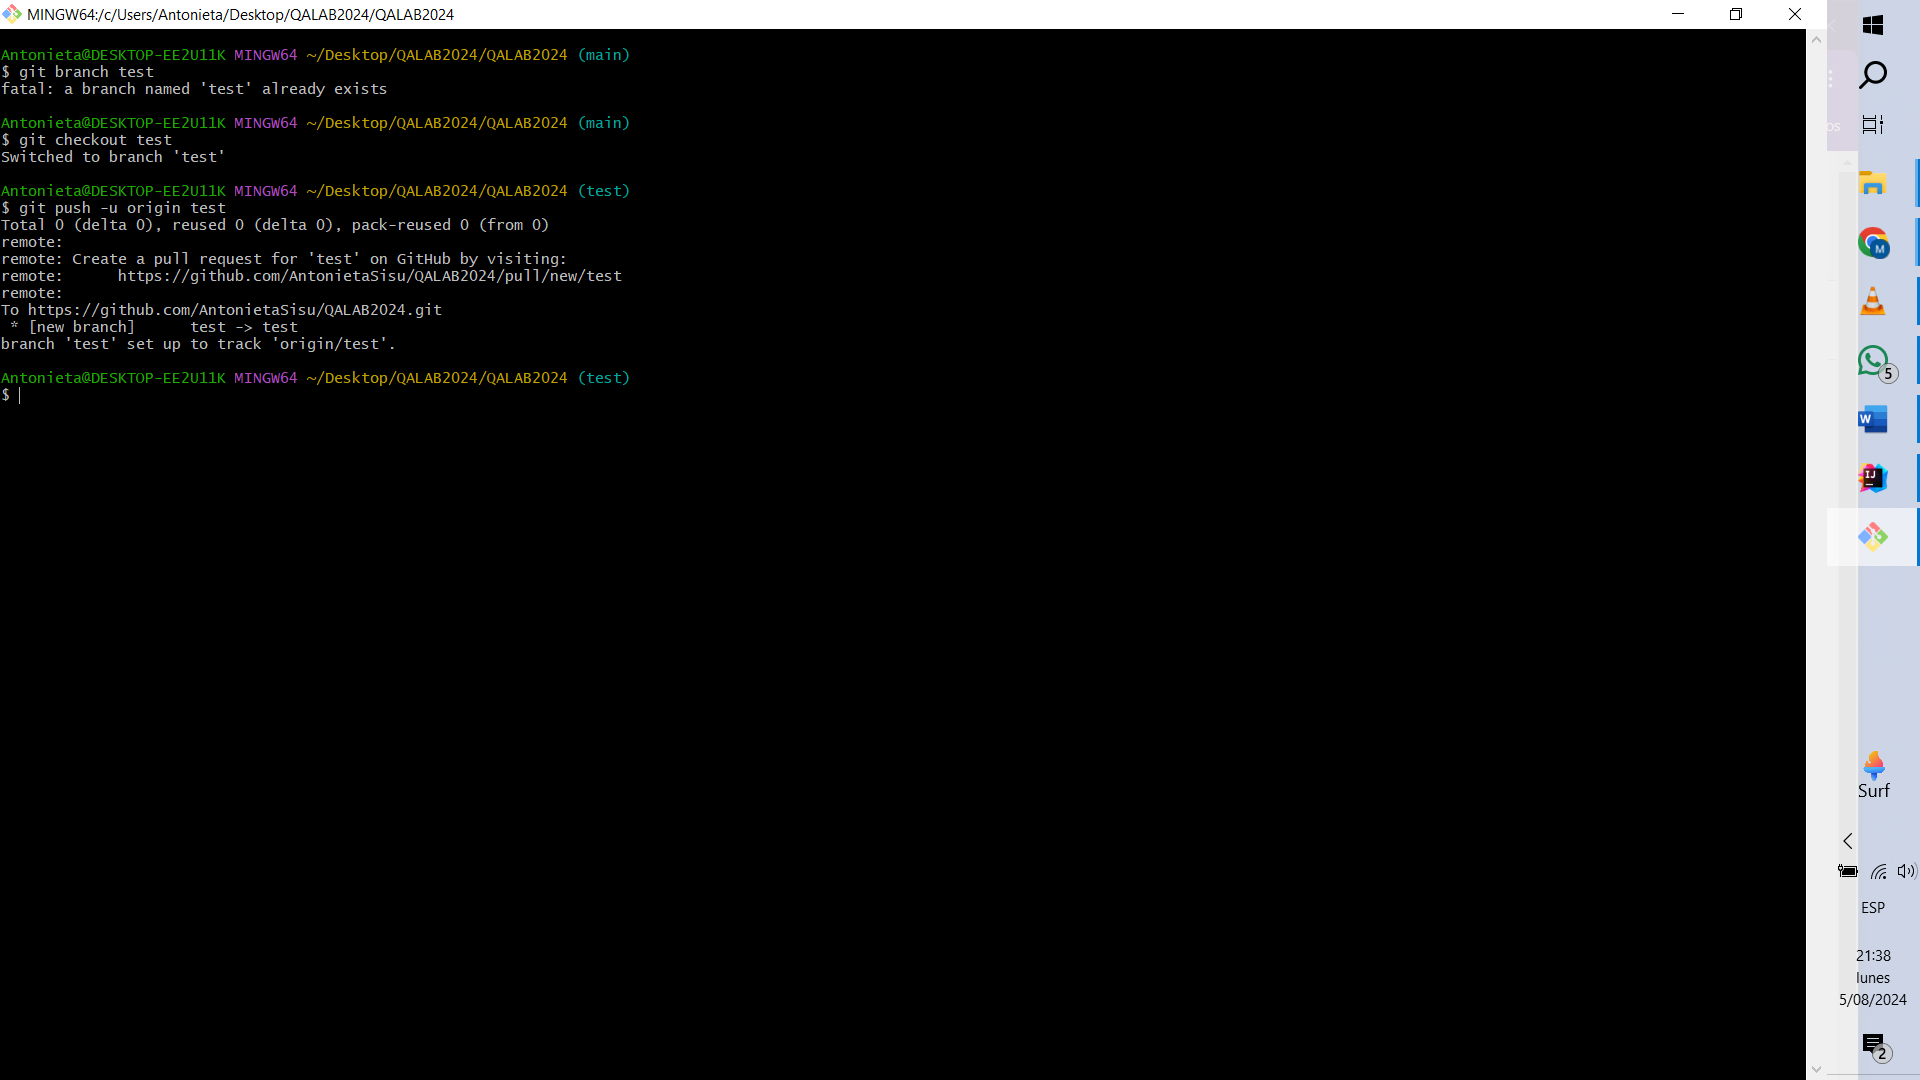 MINGW64:/c/Users/Antonieta/Desktop/QALAB2024/QALAB2024
Antonieta@DESKTOP-EE2U11K MINGW64 ~/Desktop/QALAB2024/QALAB2024 (main)
$ git branch test
fatal: a branch named 'test' already exists
Antonieta@DESKTOP-EE2U11K MINGW64 ~/Desktop/QALAB2024/QALAB2024 (main)
$ git checkout test
Switched to branch 'test'
Antonieta@DESKTOP-EE2U11K MINGW64 ~/Desktop/QALAB2024/QALAB2024 (test)
$ git push -u origin test
Total 0 (delta 0), reused 0 (delta 0), pack-reused 0 (from 0)
remote:
remote: Create a pull request for 'test' on GitHub by visiting:
remote:      https://github.com/AntonietaSisu/QALAB2024/pull/new/test
remote:
To https://github.com/AntonietaSisu/QALAB2024.git
 * [new branch]      test -> test
branch 'test' set up to track 'origin/test'.
Antonieta@DESKTOP-EE2U11K MINGW64 ~/Desktop/QALAB2024/QALAB2024 (test)
$
os
M
5
W
IJ
Surf
ESP
21:38
lunes
5/08/2024
2